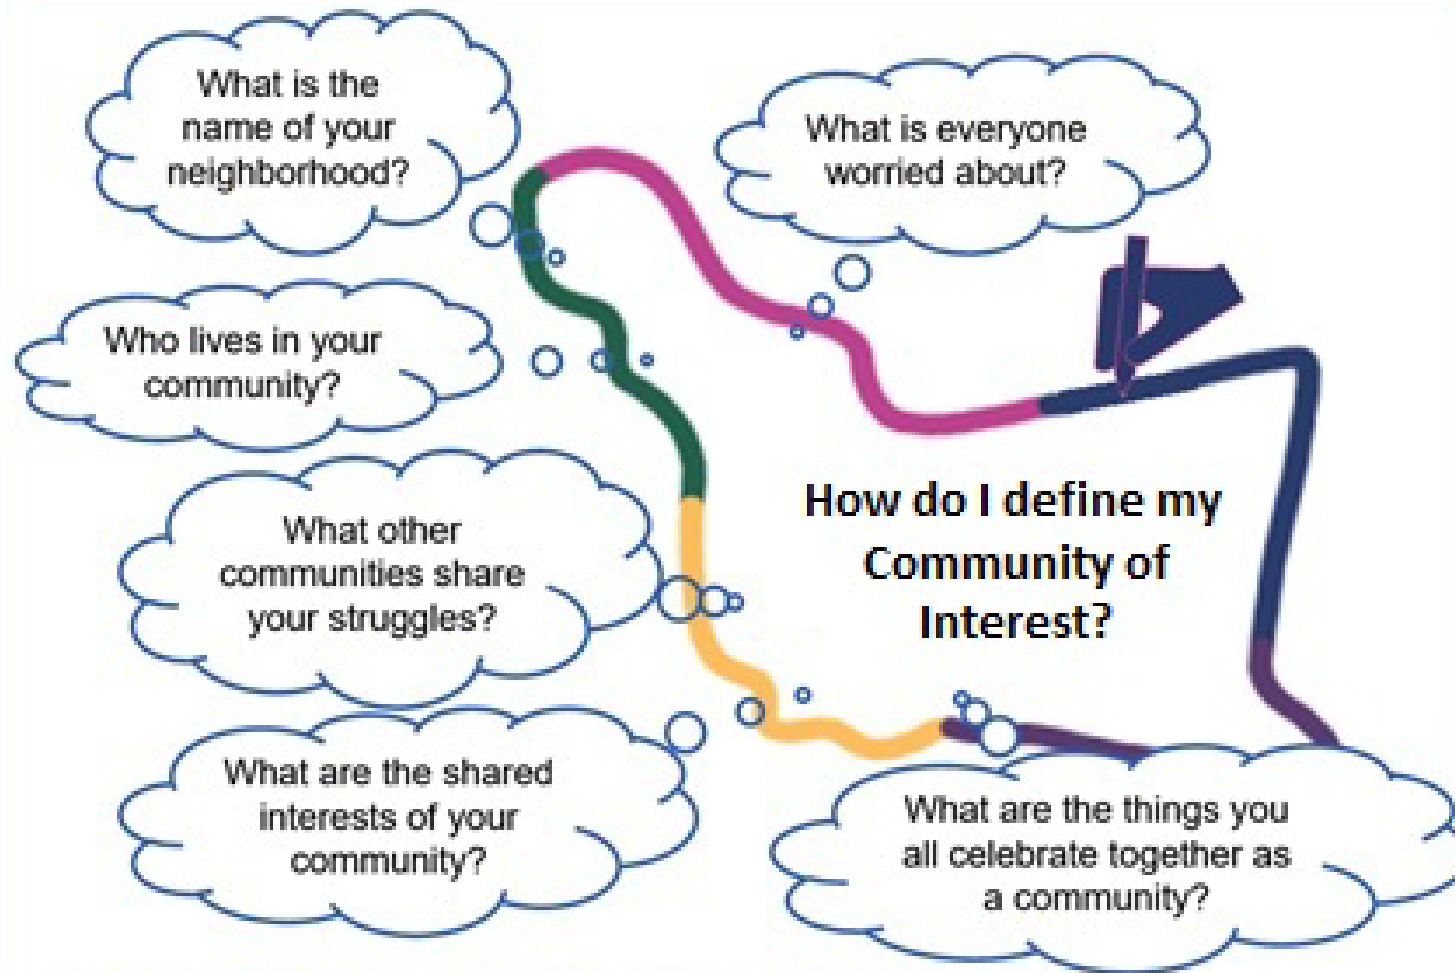 What is the
name of your
neighborhood?
What is everyone
worried about?
Who lives in your
community?
How do I define my
Community of
Interest?
What other
communities share
your struggles?
What are the shared
interests of your
community?
What are the things you
all celebrate together as
a community?